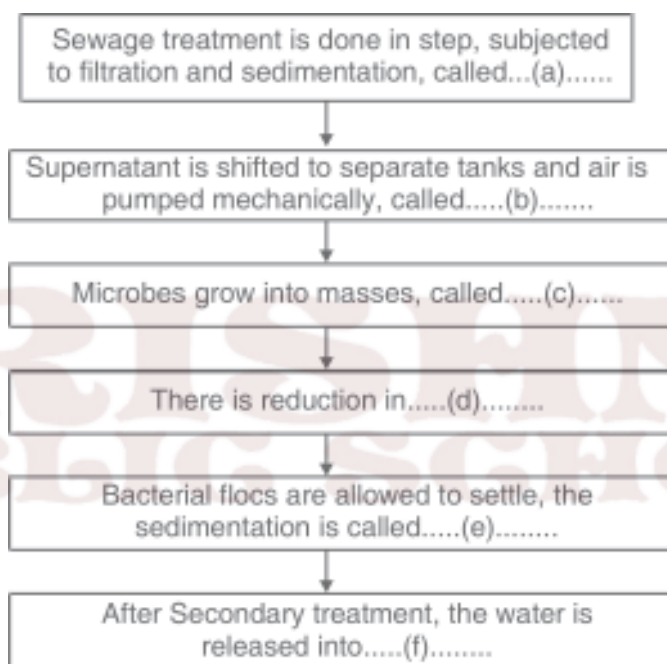 Sewage treatment is done in step, subjected
to filtration and sedimentation, called...(a)......
Supernatant is shifted to separate tanks and air is
pumped mechanically, called.....(b).......
Microbes grow into masses, called.....(c)......
There is reduction in.....(d)........
Bacterial flocs are allowed to settle, the
sedimentation is called.....(e)........
After Secondary treatment, the water is
released into.....(f)........